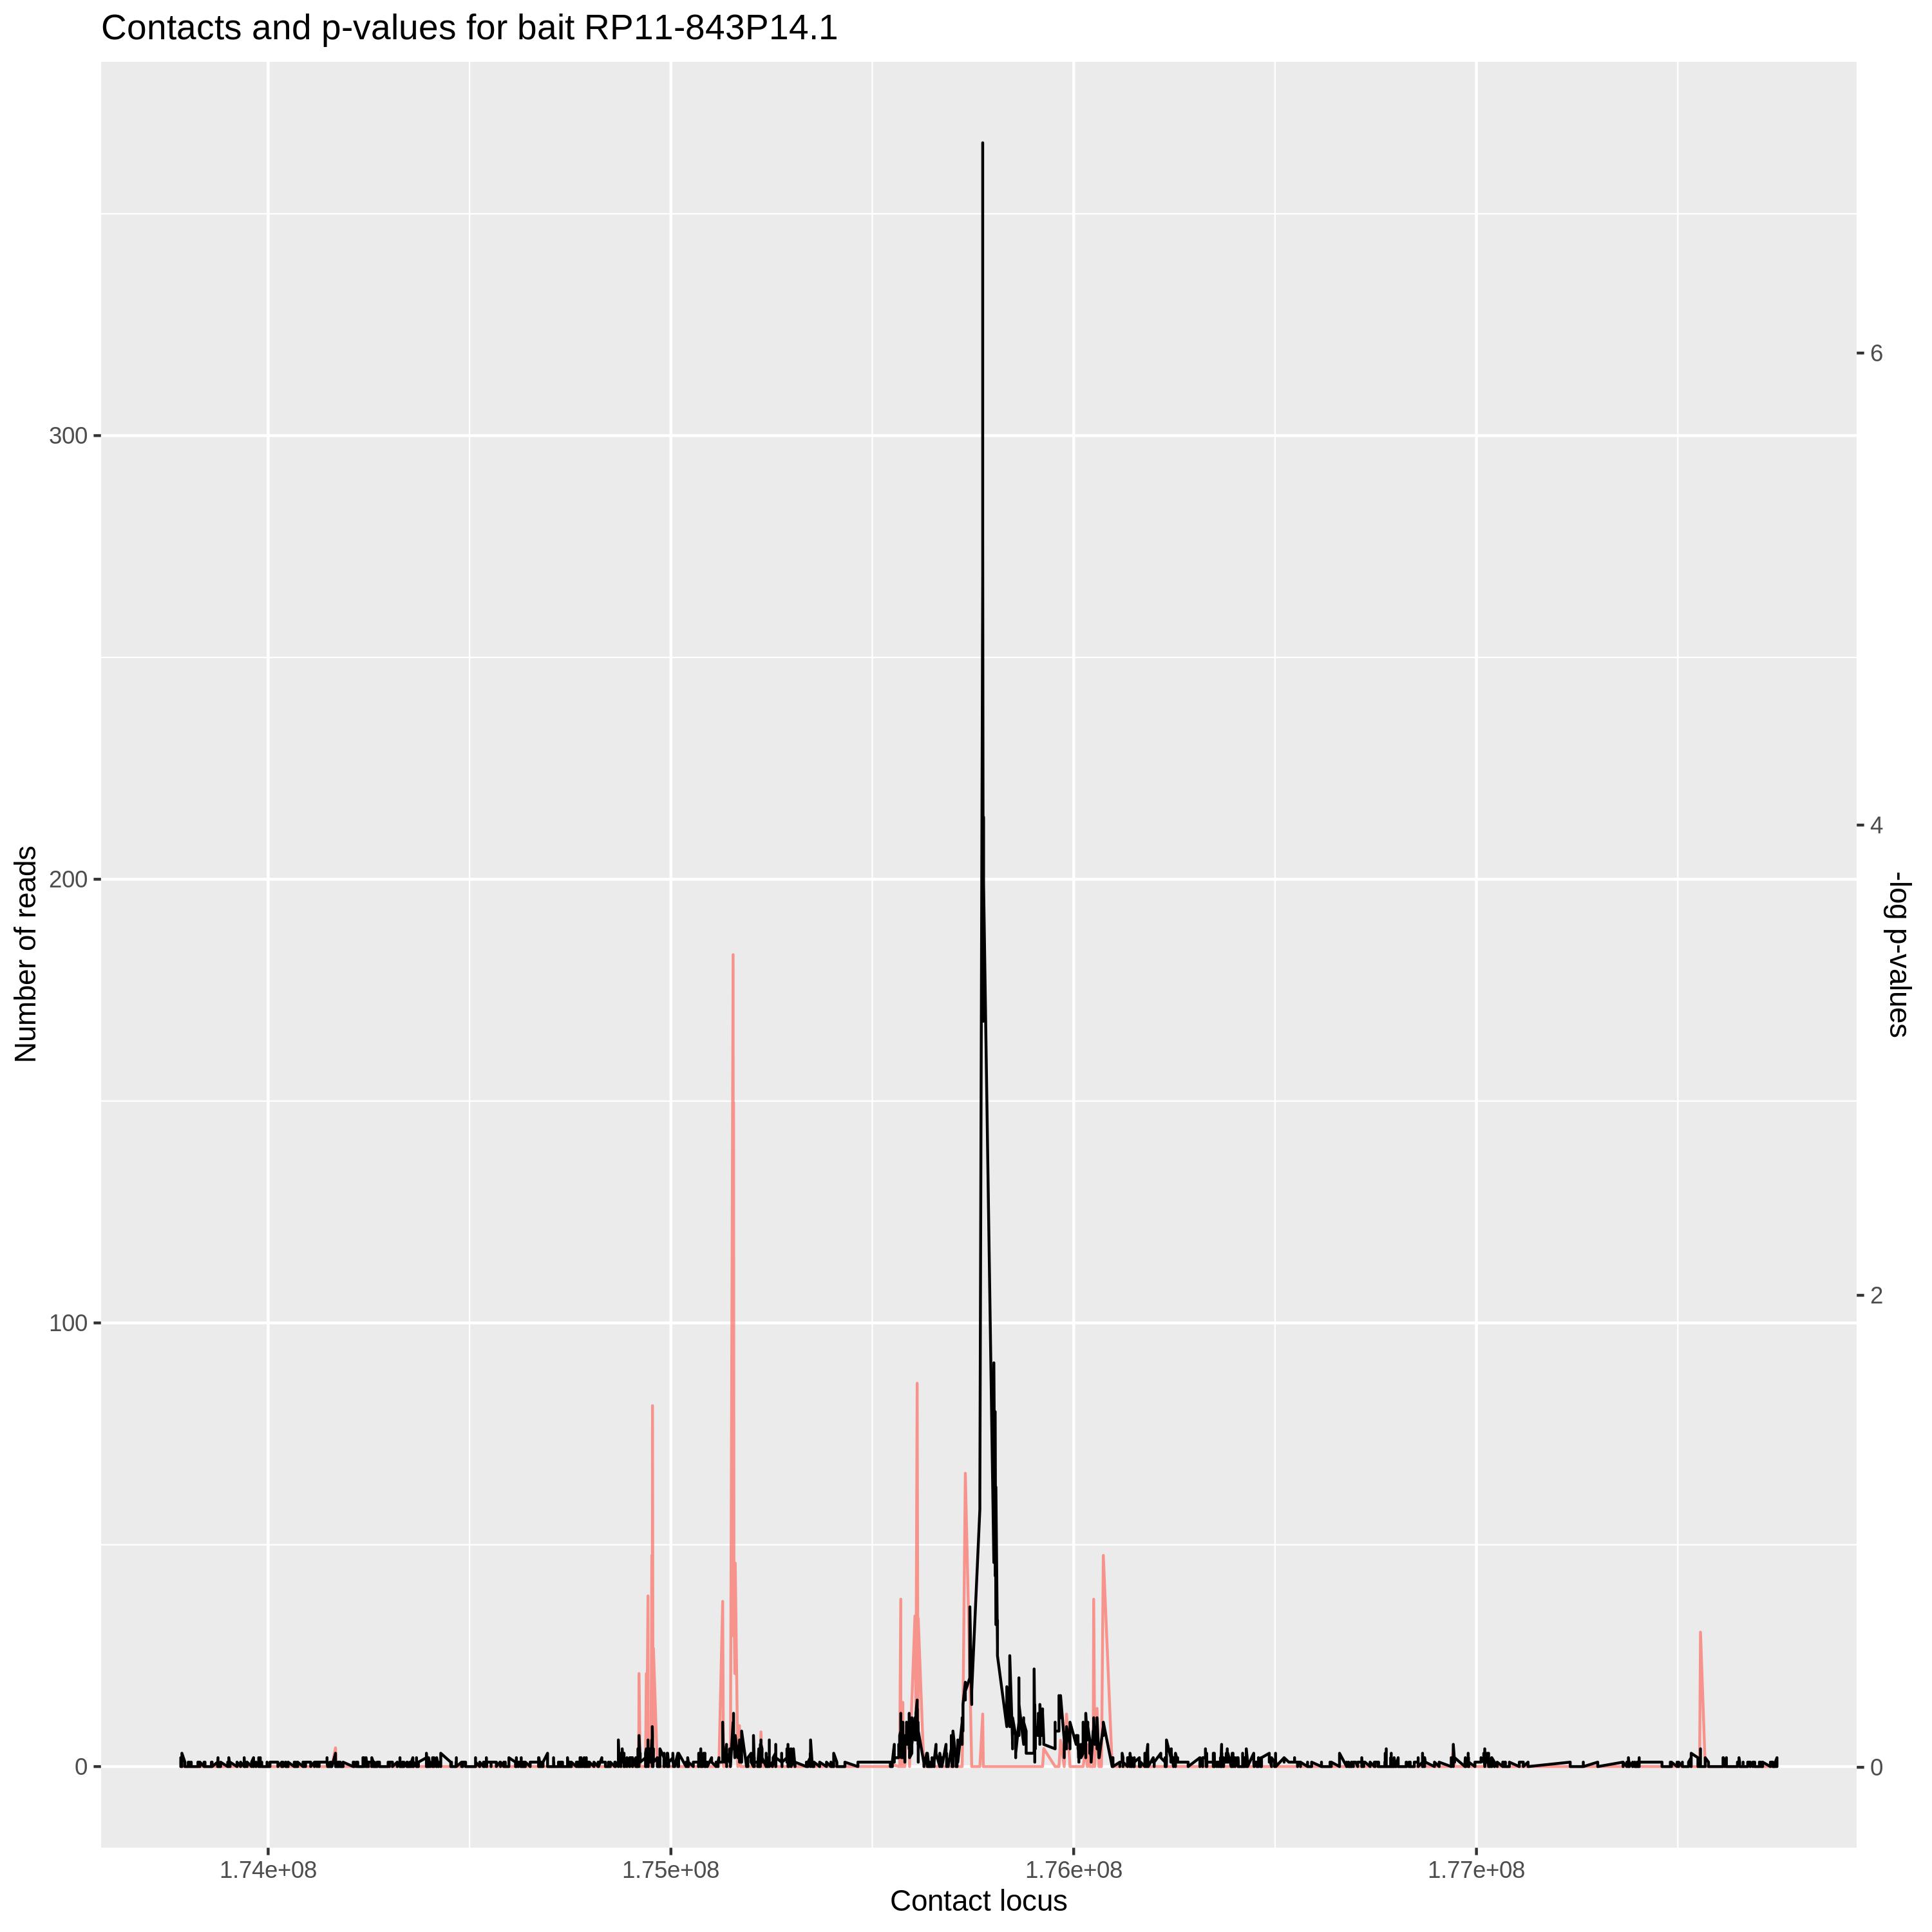 Contacts and p-values for bait RP11-843P14.1
300
200
100
0
Number of reads
6
4
2
0
-log p-values
1.74e+08
1.75e+08
1.76e+08
1.77e+08
Contact locus